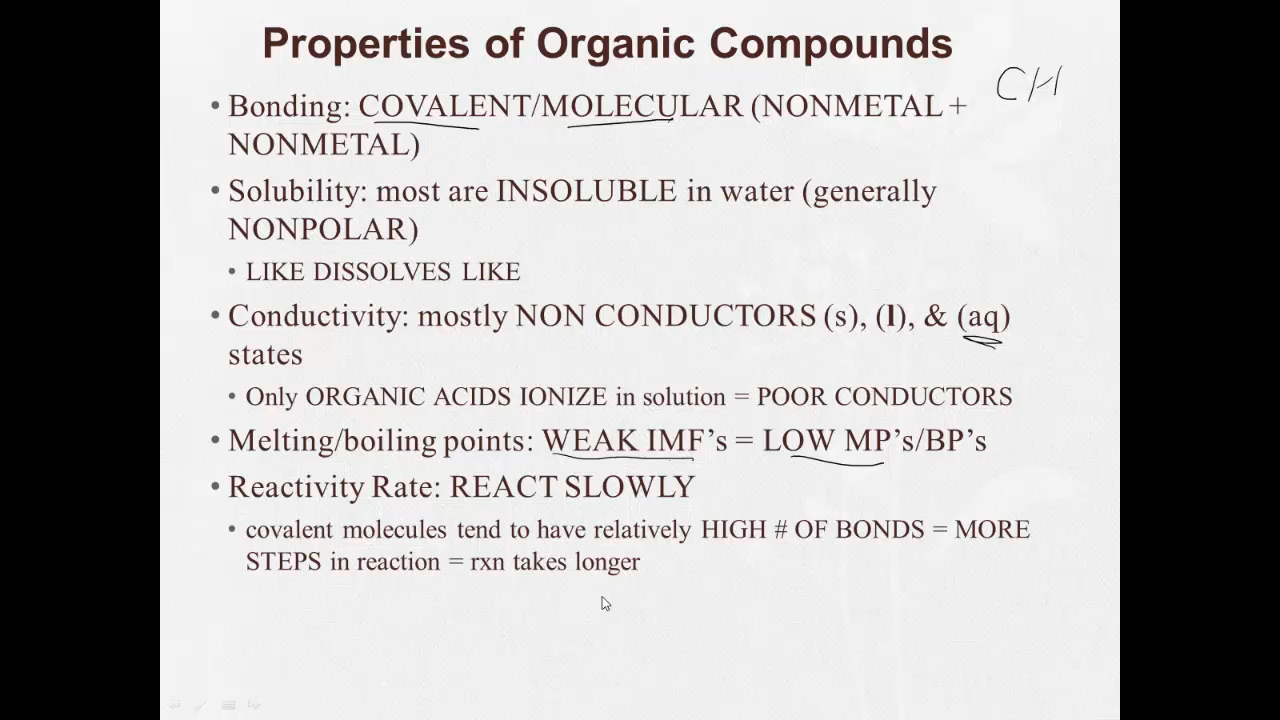 Properties of Organic Compounds
CH
• Bonding: COVALENT/MOLECULAR (NONMETAL +
NONMETAL)
• Solubility: most are INSOLUBLE in water (generally
NONPOLAR)
• LIKE DISSOLVES LIKE
• Conductivity: mostly NON CONDUCTORS (s), (l), & (aq)
states
• Only ORGANIC ACIDS IONIZE in solution = POOR CONDUCTORS
• Melting/boiling points: WEAK IMF’s = LOW MP’s/BP’s
• Reactivity Rate: REACT SLOWLY
• covalent molecules tend to have relatively HIGH # OF BONDS = MORE
STEPS in reaction = rxn takes longer